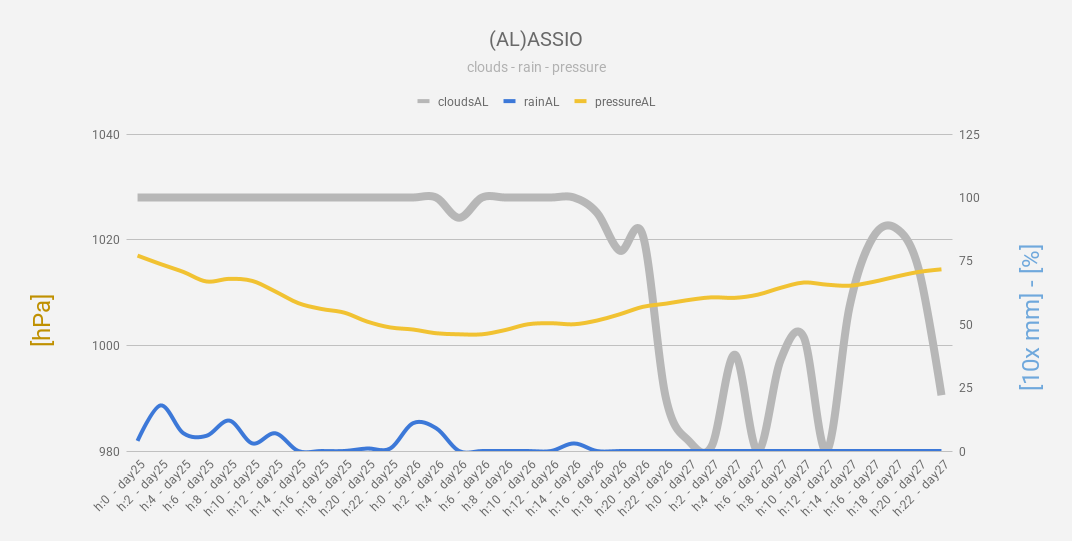 (AL)ASSIO
clouds - rain - pressure
cloudsAL rainAL pressureAL
1040 125
100
1020
75
50
1000
25
980 0
[hPa]
[10x mm] - [%]
h:0 - day25
h:2 - day25
h:4 - day25
h:6 - day25
h:8 - day25
h:10 - day25
h:12 - day25
h:14 - day25
h:16 - day25
h:18 - day25
h:20 - day25
h:22 - day25
h:0 - day26
h:2 - day26
h:4 - day26
h:6 - day26
h:8 - day26
h:10 - day26
h:12 - day26
h:14 - day26
h:16 - day26
h:18 - day26
h:20 - day26
h:22 - day26
h:0 - day27
h:2 - day27
h:4 - day27
h:6 - day27
h:8 - day27
h:10 - day27
h:12 - day27
h:14 - day27
h:16 - day27
h:18 - day27
h:20 - day27
h:22 - day27